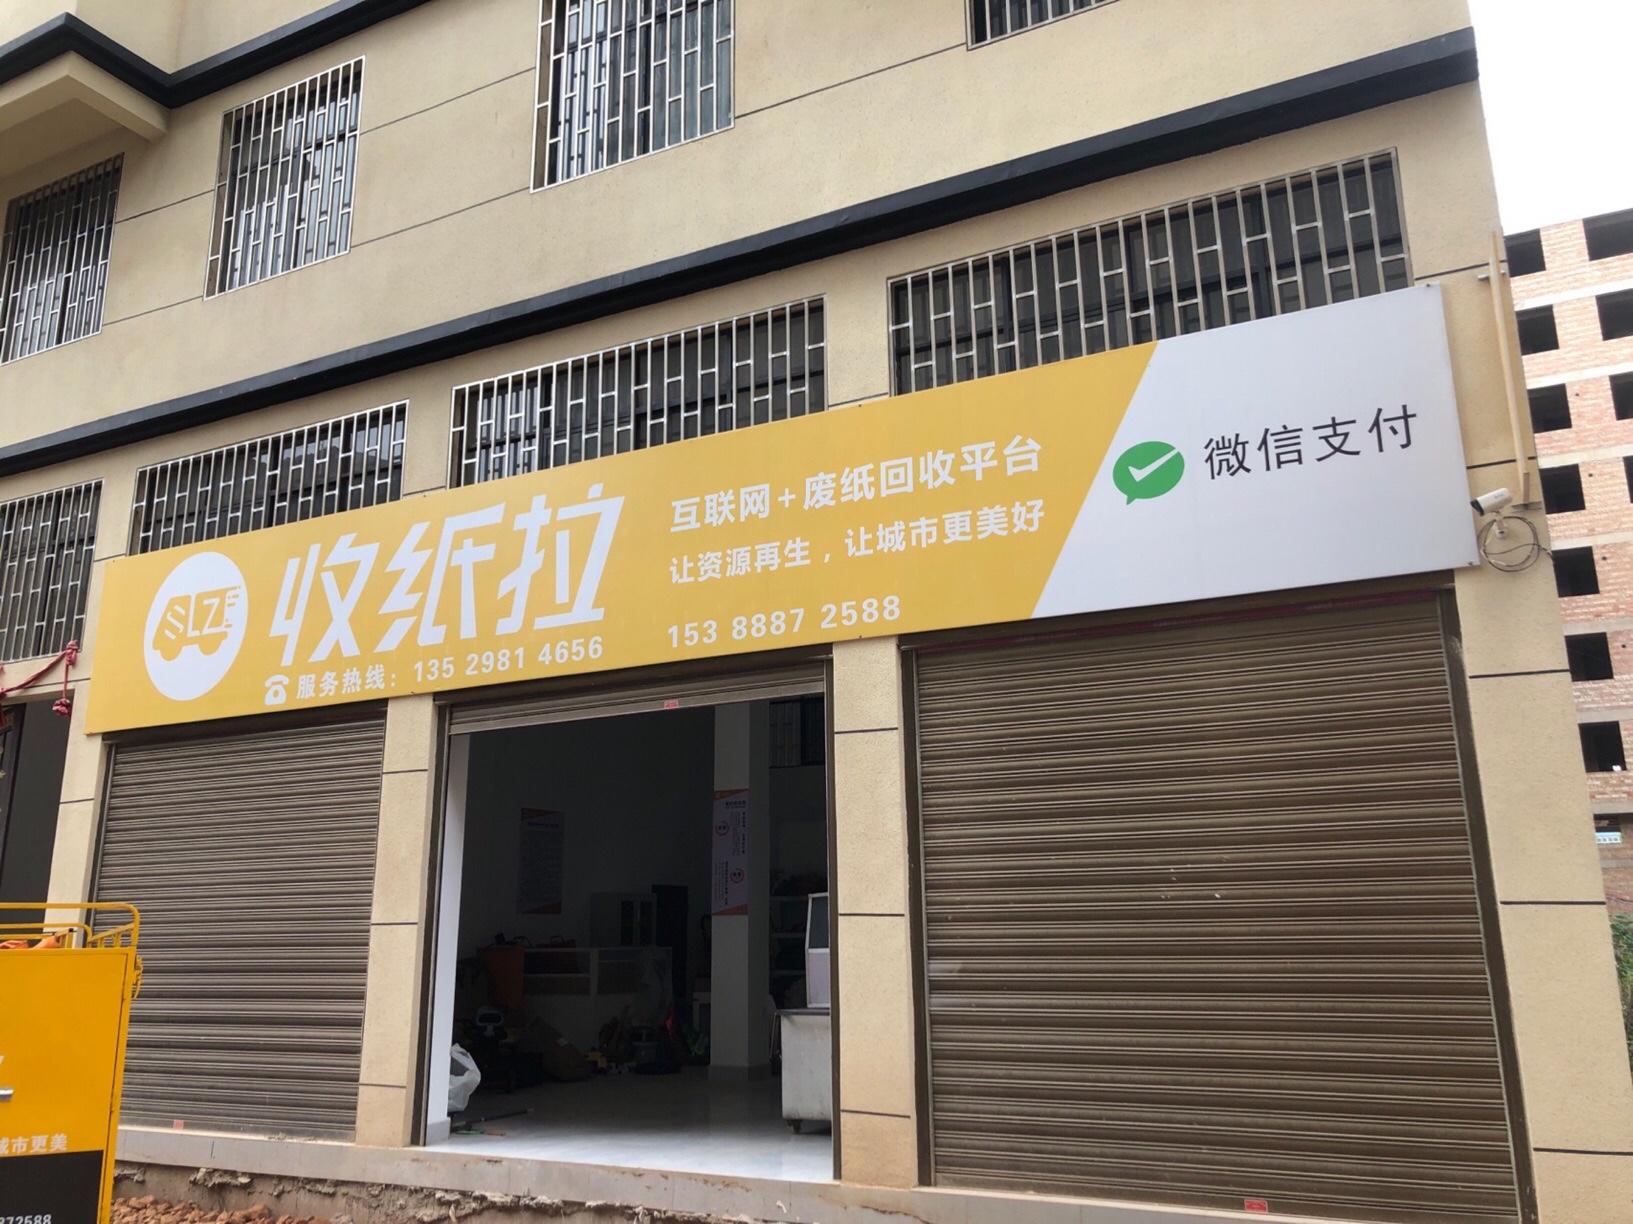 SLZ
收纸拉
服务热线：135 2981 4656
互联网+废纸回收平台
让资源再生，让城市更美好
153 8887 2588
微信支付
城市更美
872588